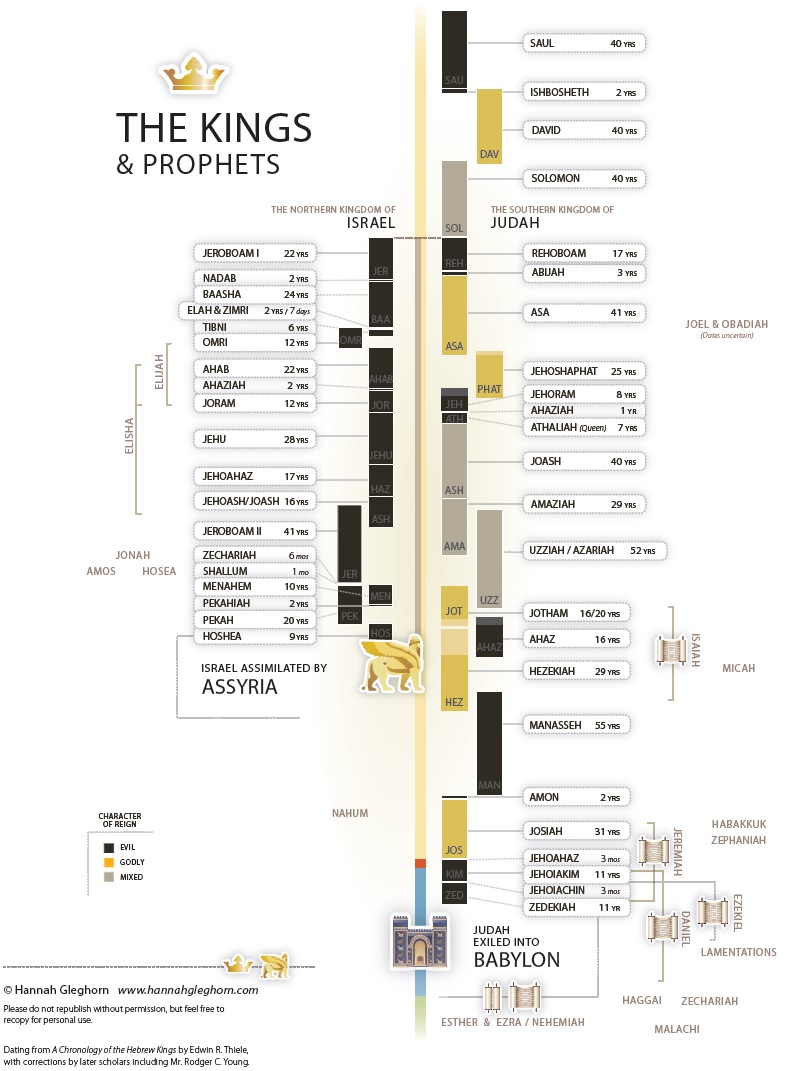 THE KINGS
& PROPHETS
SAU
SAUL 40 YRS
ISHBOSHETH 2 YRS
DAV
DAVID 40 YRS
SOLOMON 40 YRS
SOL
THE NORTHERN KINGDOM OF
ISRAEL
THE SOUTHERN KINGDOM OF
JUDAH
JEROBOAM I 22 YRS
NADAB 2 YRS
BAASHA 24 YRS
ELAH & ZIMRI 2 YRS / 7 days
TIBNI 6 YRS
OMRI 12 YRS
AHAB 22 YRS
AHAZIAH 2 YRS
JORAM 12 YRS
JEHU 28 YRS
JEHOAHAZ 17 YRS
JEHOASH/JOASH 16 YRS
JEROBOAM II 41 YRS
ZECHARIAH 6 mos
SHALLUM 1 mo
MENAHEM 10 YRS
PEKAHIAH 2 YRS
PEKAH 20 YRS
HOSHEA 9 YRS
ELIJAH
ELISHA
JONAH
AMOS HOSEA
JER
BAA
OMR
AHAB
JOR
JEHU
HAZ
ASH
JER
MEN
PEK
HOS
ISRAEL ASSIMILATED BY
ASSYRIA
REH
ASA
PHAT
JEH
ATH
ASH
AMA
UZZ
JOT
AHAZ
HEZ
MAN
JOS
KIM
ZED
REHOBOAM 17 YRS
ABIJAH 3 YRS
ASA 41 YRS
JEHOSHAPHAT 25 YRS
JEHORAM 8 YRS
AHAZIAH 1 YR
ATHALIAH (Queen) 7 YRS
JOASH 40 YRS
AMAZIAH 29 YRS
UZZIAH / AZARIAH 52 YRS
JOTHAM 16/20 YRS
AHAZ 16 YRS
HEZEKIAH 29 YRS
MANASSEH 55 YRS
AMON 2 YRS
JOSIAH 31 YRS
JEHOAHAZ 3 mos
JEHOIAKIM 11 YRS
JEHOIACHIN 3 mos
ZEDEKIAH 11 YR
JOEL & OBADIAH
(Dates uncertain)
ISAIAH
MICAH
NAHUM
HABAKKUK
ZEPHANIAH
JEREMIAH
EZEKIEL
DANIEL
LAMENTATIONS
JUDAH
EXILED INTO
BABYLON
HAGGAI ZECHARIAH
ESTHER & EZRA / NEHEMIAH
MALACHI
CHARACTER
OF REIGN
EVIL
GODLY
MIXED
© Hannah Gleghorn www.hannahgleghorn.com
Please do not republish without permission, but feel free to
recopy for personal use.
Dating from A Chronology of the Hebrew Kings by Edwin R. Thiele,
with corrections by later scholars including Mr. Rodger C. Young.